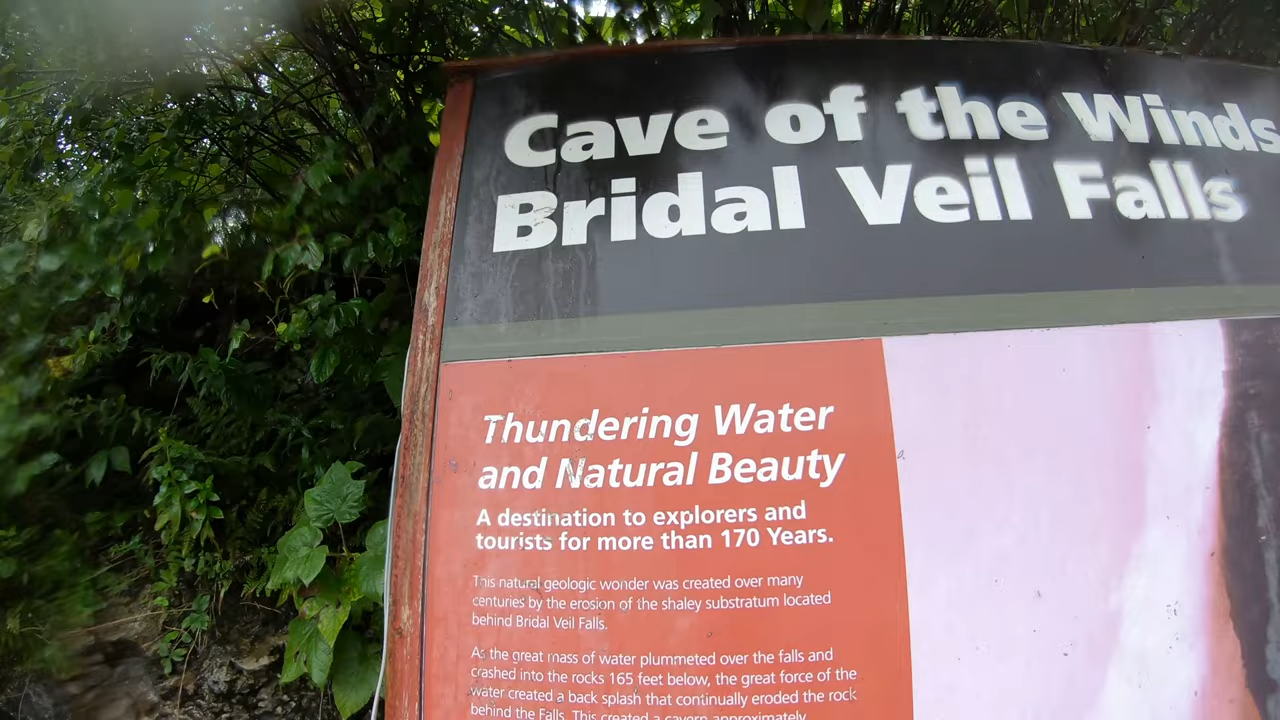 Cave of the Winds
Bridal Veil Falls
Thundering Water
and Natural Beauty
A destination to explorers and
tourists for more than 170 Years.
This natural geologic wonder was created over many
centuries by the erosion of the shaley substratum located
behind Bridal Veil Falls.
As the great mass of water plummeted over the falls and
crashed into the rocks 165 feet below, the great force of the
water created a back splash that continually eroded the rock
behind the Falls. This created a cavern approximately